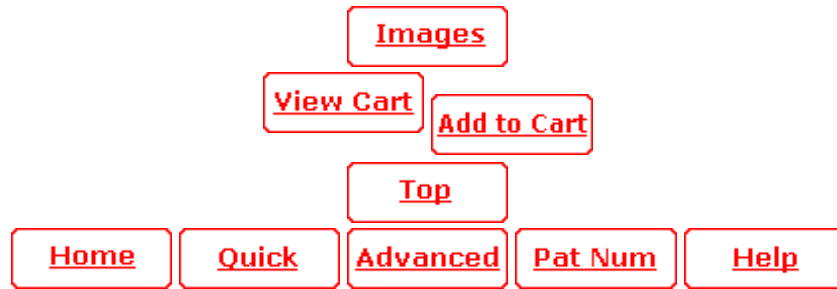 Images
View Cart
Add to Cart
Top
Home Quick Advanced Pat Num Help